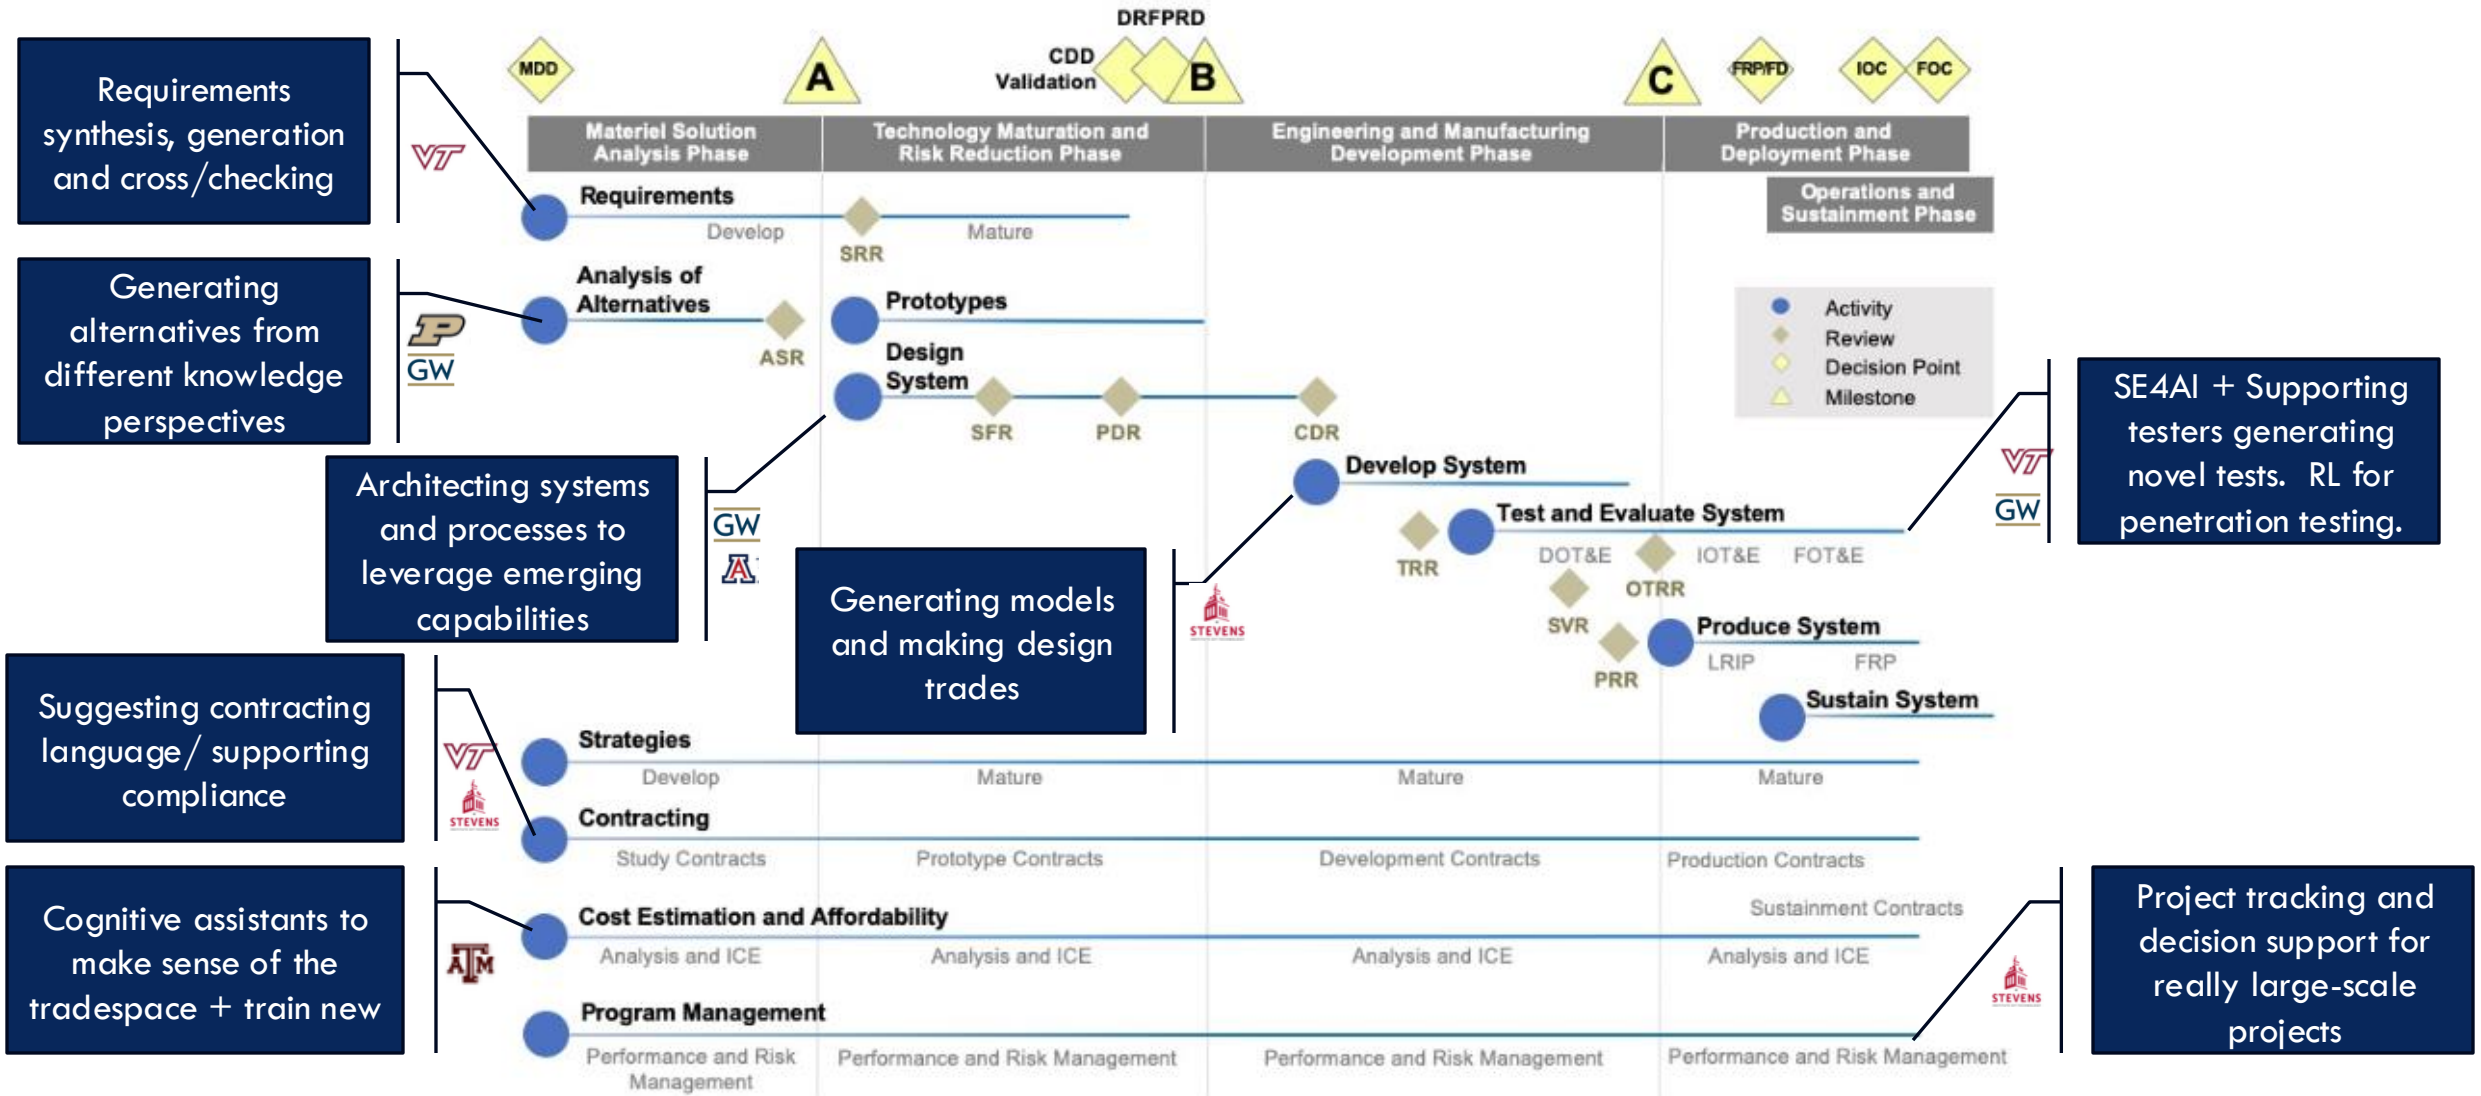 DRFPRD
CDD
Validation
MDD
A
B
C
FRP/FD
IOC
FOC
Materiel Solution
Analysis Phase
Technology Maturation and
Risk Reduction Phase
Engineering and Manufacturing
Development Phase
Production and
Deployment Phase
Operations and
Sustainment Phase
Requirements
synthesis, generation
and cross/checking
VT
Requirements
Develop
SRR
Mature
Generating
alternatives from
different knowledge
perspectives
P
GW
Analysis of
Alternatives
ASR
Prototypes
Design
System
SFR
PDR
CDR
Activity
Review
Decision Point
Milestone
Architecting systems
and processes to
leverage emerging
capabilities
GW
A
Develop System
Test and Evaluate System
TRR
DOT&E
IOT&E
FOT&E
OTRR
SVR
PRR
Produce System
LRIP
FRP
Sustain System
SE4AI + Supporting
testers generating
novel tests. RL for
penetration testing.
VT
GW
Generating models
and making design
trades
STEVENS
Suggesting contracting
language/ supporting
compliance
VT
STEVENS
Strategies
Develop
Mature
Mature
Mature
Contracting
Study Contracts
Prototype Contracts
Development Contracts
Production Contracts
Sustainment Contracts
Cognitive assistants to
make sense of the
tradespace + train new
ATM
Cost Estimation and Affordability
Analysis and ICE
Analysis and ICE
Analysis and ICE
Analysis and ICE
Program Management
Performance and Risk
Management
Performance and Risk Management
Performance and Risk Management
Performance and Risk Management
STEVENS
Project tracking and
decision support for
really large-scale
projects